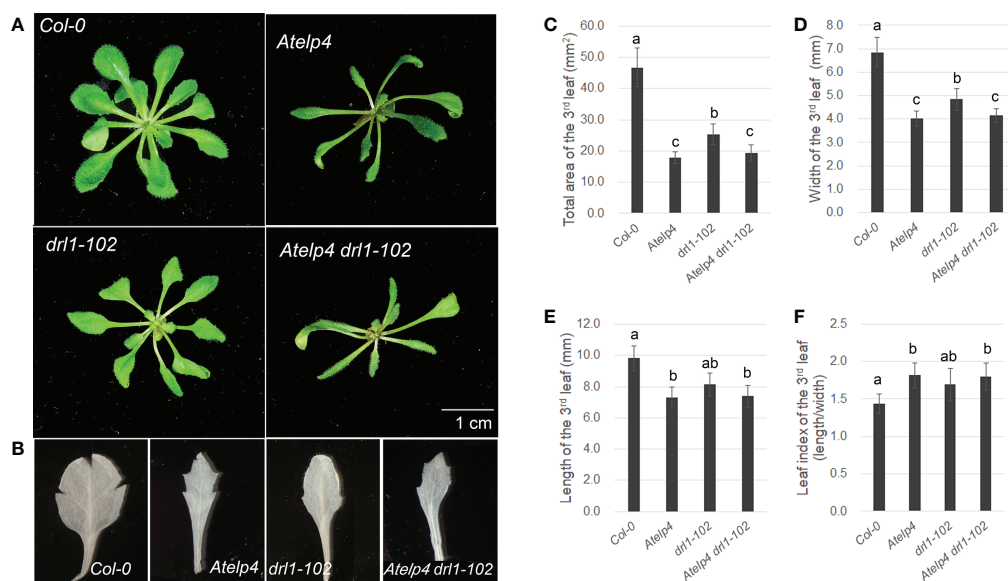 A
Col-0
Atelp4
drl1-102
Atelp4 drl1-102
1 cm
B
Col-0
Atelp4
drl1-102
Atelp4 drl1-102
C
Total area of the 3rd leaf (mm2)
60.0
50.0
40.0
30.0
20.0
10.0
0.0
a
c
b
c
Col-0
Atelp4
drl1-102
Atelp4 drl1-102
D
Width of the 3rd leaf (mm)
8.0
7.0
6.0
5.0
4.0
3.0
2.0
1.0
0.0
a
c
b
c
Col-0
Atelp4
drl1-102
Atelp4 drl1-102
E
Length of the 3rd leaf (mm)
12.0
10.0
8.0
6.0
4.0
2.0
0.0
a
b
ab
b
Col-0
Atelp4
drl1-102
Atelp4 drl1-102
F
Leaf index of the 3rd leaf
(length/width)
2.5
2.0
1.5
1.0
0.5
0.0
a
b
ab
b
Col-0
Atelp4
drl1-102
Atelp4 drl1-102